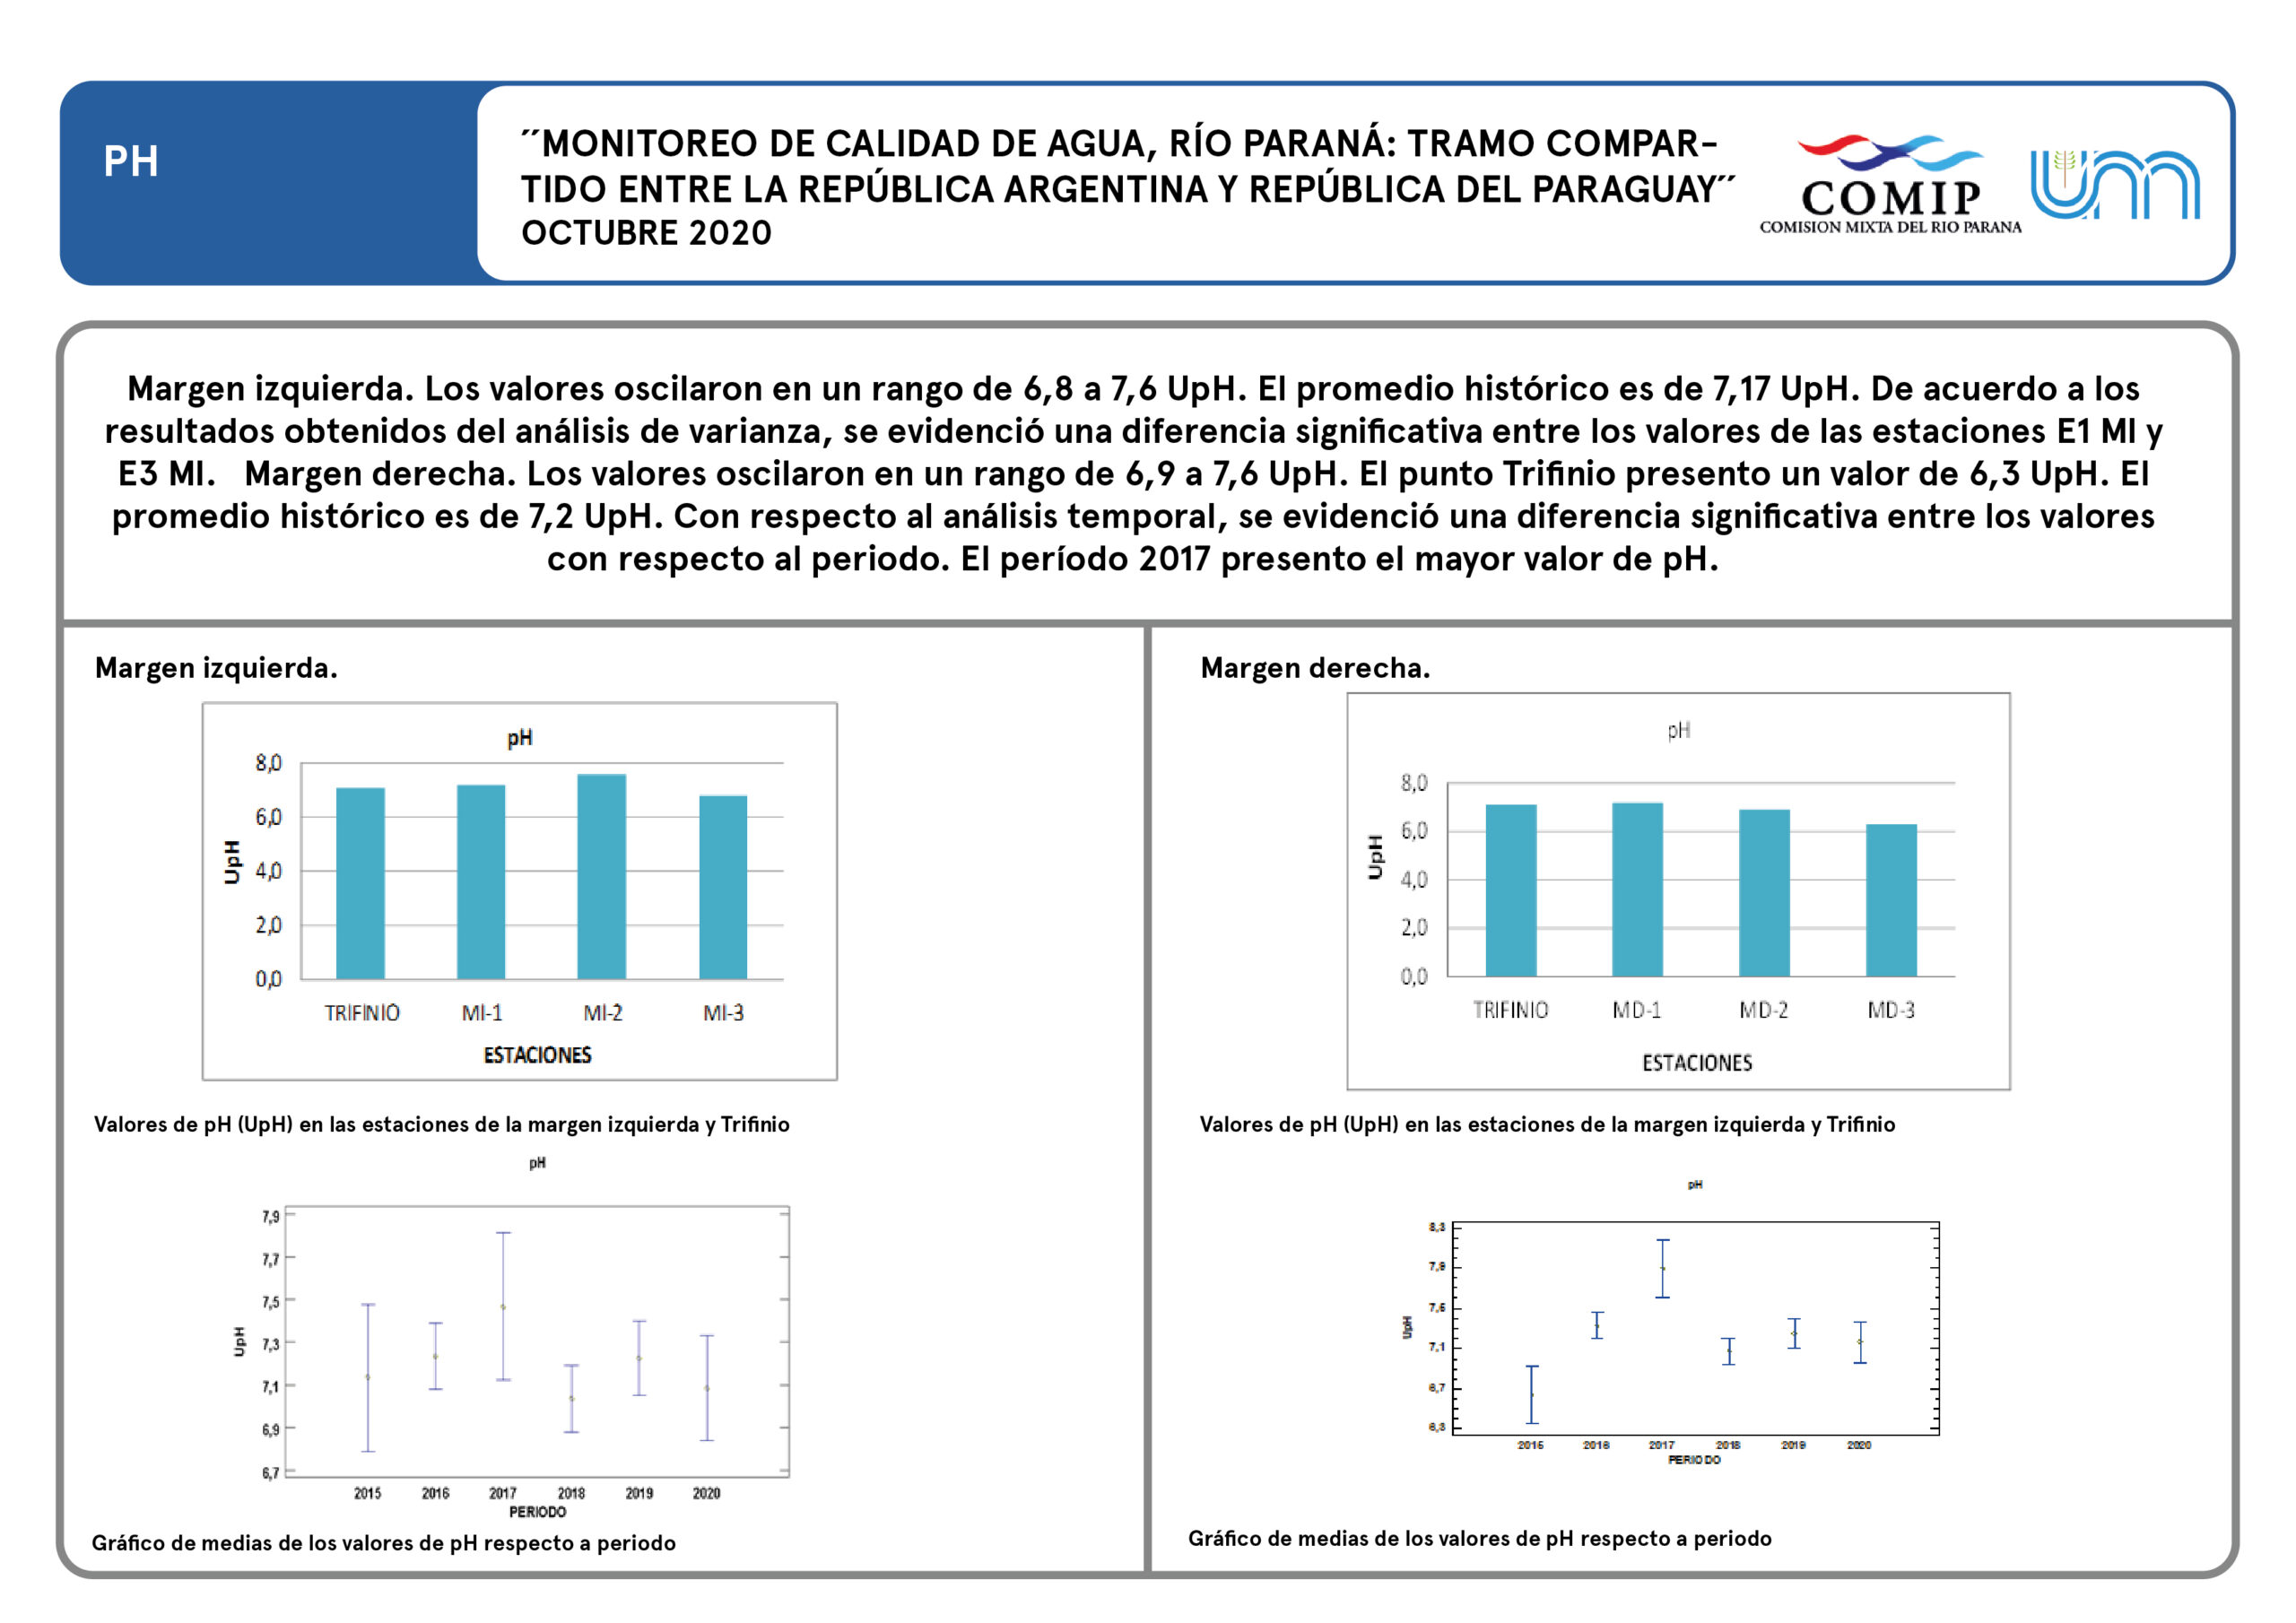 PH
´´MONITOREO DE CALIDAD DE AGUA, RÍO PARANÁ: TRAMO COMPAR-
TIDO ENTRE LA REPÚBLICA ARGENTINA Y REPÚBLICA DEL PARAGUAY´´
OCTUBRE 2020
COMIP
COMISION MIXTA DEL RIO PARANA
um
Margen izquierda. Los valores oscilaron en un rango de 6,8 a 7,6 UpH. El promedio histórico es de 7,17 UpH. De acuerdo a los
resultados obtenidos del análisis de varianza, se evidenció una diferencia significativa entre los valores de las estaciones E1 MI y
E3 MI.   Margen derecha. Los valores oscilaron en un rango de 6,9 a 7,6 UpH. El punto Trifinio presento un valor de 6,3 UpH. El
promedio histórico es de 7,2 UpH. Con respecto al análisis temporal, se evidenció una diferencia significativa entre los valores
con respecto al periodo. El período 2017 presento el mayor valor de pH.
Margen izquierda.
pH
8,0
6,0
4,0
2,0
0,0
UpH
TRIFINIO MI-1 MI-2 MI-3
ESTACIONES
Valores de pH (UpH) en las estaciones de la margen izquierda y Trifinio
pH
7,9
7,7
7,5
7,3
7,1
6,9
6,7
UpH
2015 2016 2017 2018 2019 2020
PERIODO
Gráfico de medias de los valores de pH respecto a periodo
Margen derecha.
pH
8,0
6,0
4,0
2,0
0,0
UpH
TRIFINIO MD-1 MD-2 MD-3
ESTACIONES
Valores de pH (UpH) en las estaciones de la margen izquierda y Trifinio
pH
8,3
7,9
7,5
7,1
6,7
6,3
UpH
2015 2016 2017 2018 2019 2020
PERIODO
Gráfico de medias de los valores de pH respecto a periodo